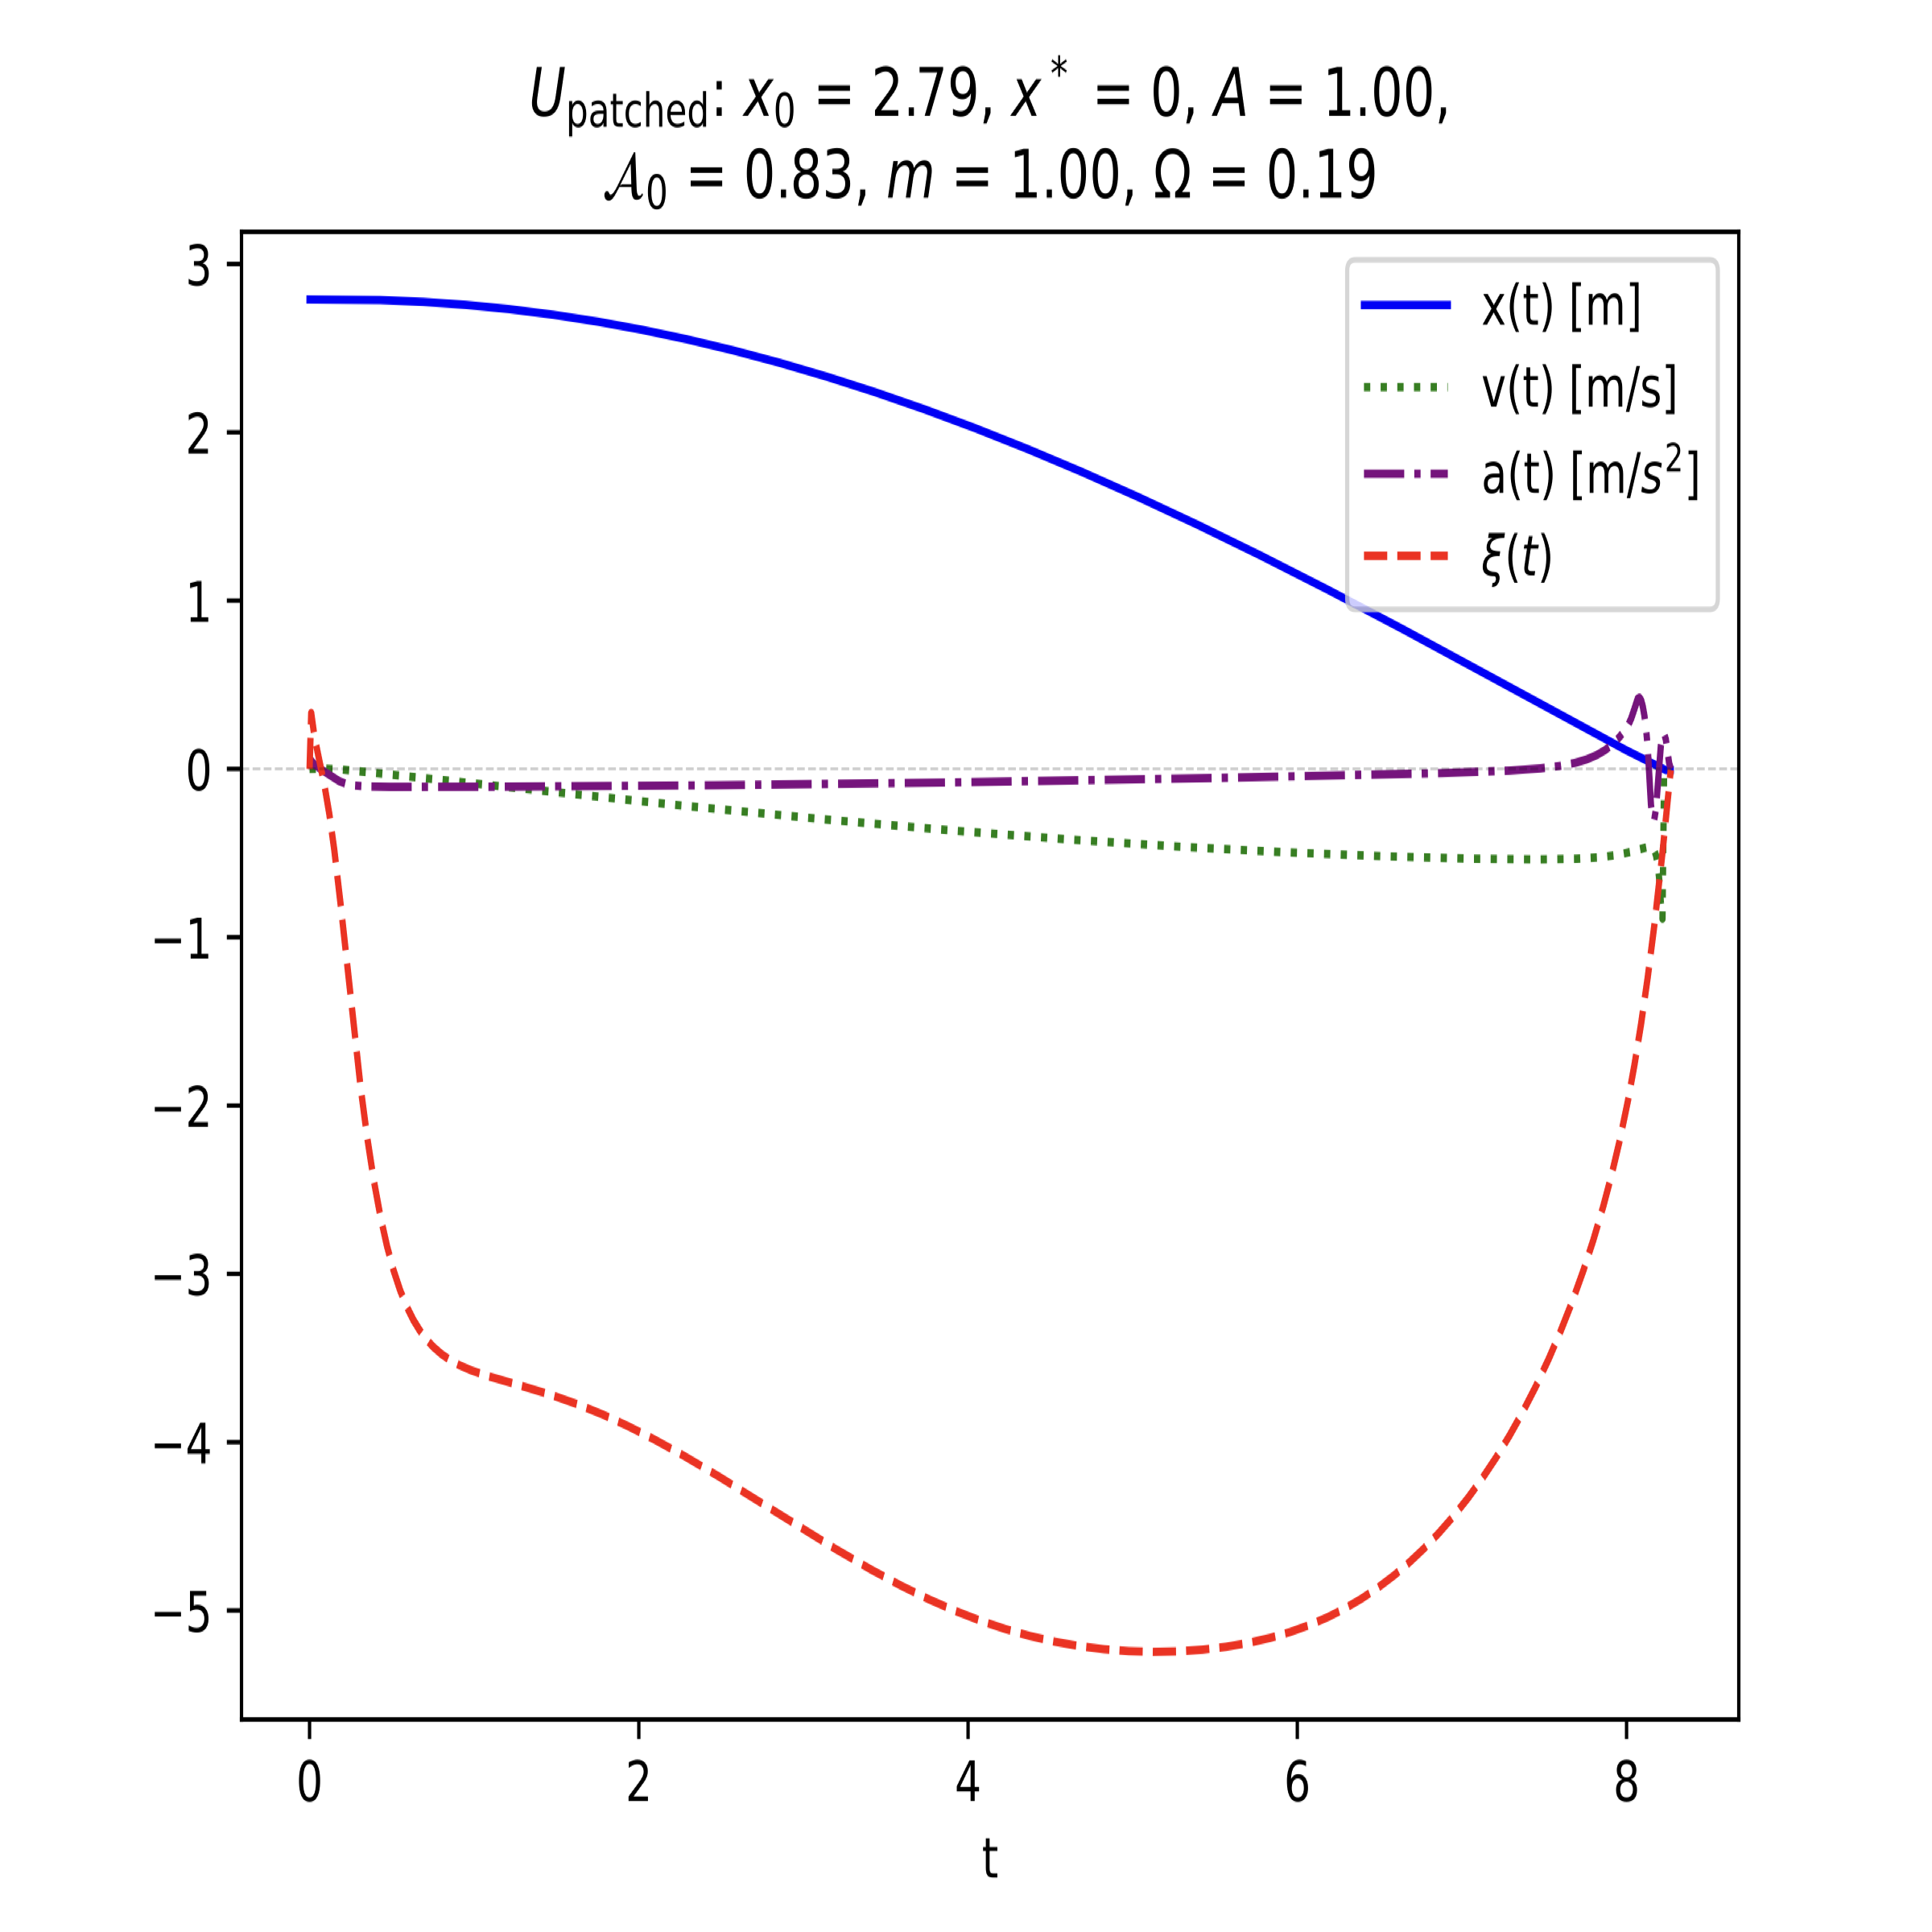 U_patched: x_0 = 2.79, x^* = 0, A = 1.00,
𝒜_0 = 0.83, m = 1.00, Ω = 0.19
3
2
1
0
−1
−2
−3
−4
−5
x(t) [m]
v(t) [m/s]
a(t) [m/s²]
ξ(t)
0 2 4 6 8
t